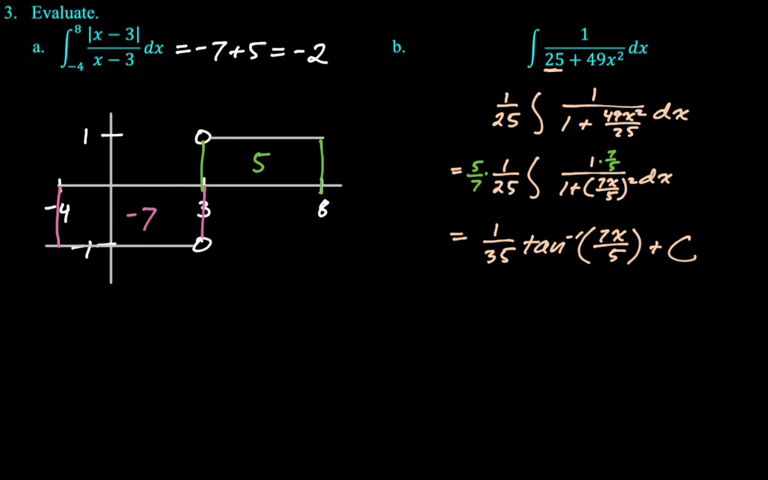 3. Evaluate.
a. ∫_{-4}^{8} |x − 3|/(x − 3) dx = -7+5 = -2
1
5
-4
-7
3
8
-1
b. ∫ 1/(25 + 49x²) dx
1/25 ∫ 1/(1 + 49x²/25) dx
= 5/7 · 1/25 ∫ (1 · 7/5)/(1+(7x/5)²) dx
= 1/35 tan⁻¹(7x/5) + C